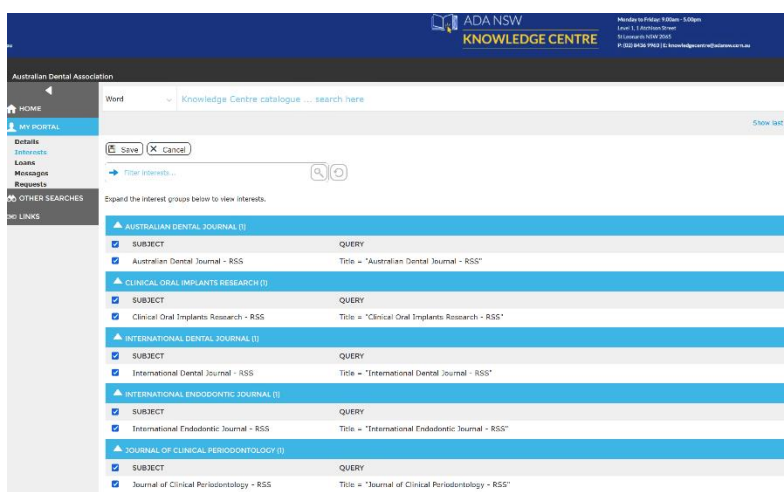 ADA NSW
KNOWLEDGE CENTRE
Monday to Friday: 9:00am - 5:00pm
Level 1, 1 Atchison Street
St Leonards NSW 2065
P: (02) 8436 9960 | E: knowledgecentre@adansw.com.au
Australian Dental Association
HOME
MY PORTAL
Details
Interests
Loans
Messages
Requests
OTHER SEARCHES
LINKS
Word Knowledge Centre catalogue ... search here
Show last
Save Cancel
Filter interests...
Expand the interest groups below to view interests.
AUSTRALIAN DENTAL JOURNAL (1)
SUBJECT QUERY
Australian Dental Journal - RSS Title = "Australian Dental Journal - RSS"
CLINICAL ORAL IMPLANTS RESEARCH (1)
SUBJECT QUERY
Clinical Oral Implants Research - RSS Title = "Clinical Oral Implants Research - RSS"
INTERNATIONAL DENTAL JOURNAL (1)
SUBJECT QUERY
International Dental Journal - RSS Title = "International Dental Journal - RSS"
INTERNATIONAL ENDODONTIC JOURNAL (1)
SUBJECT QUERY
International Endodontic Journal - RSS Title = "International Endodontic Journal - RSS"
JOURNAL OF CLINICAL PERIODONTOLOGY (1)
SUBJECT QUERY
Journal of Clinical Periodontology - RSS Title = "Journal of Clinical Periodontology - RSS"